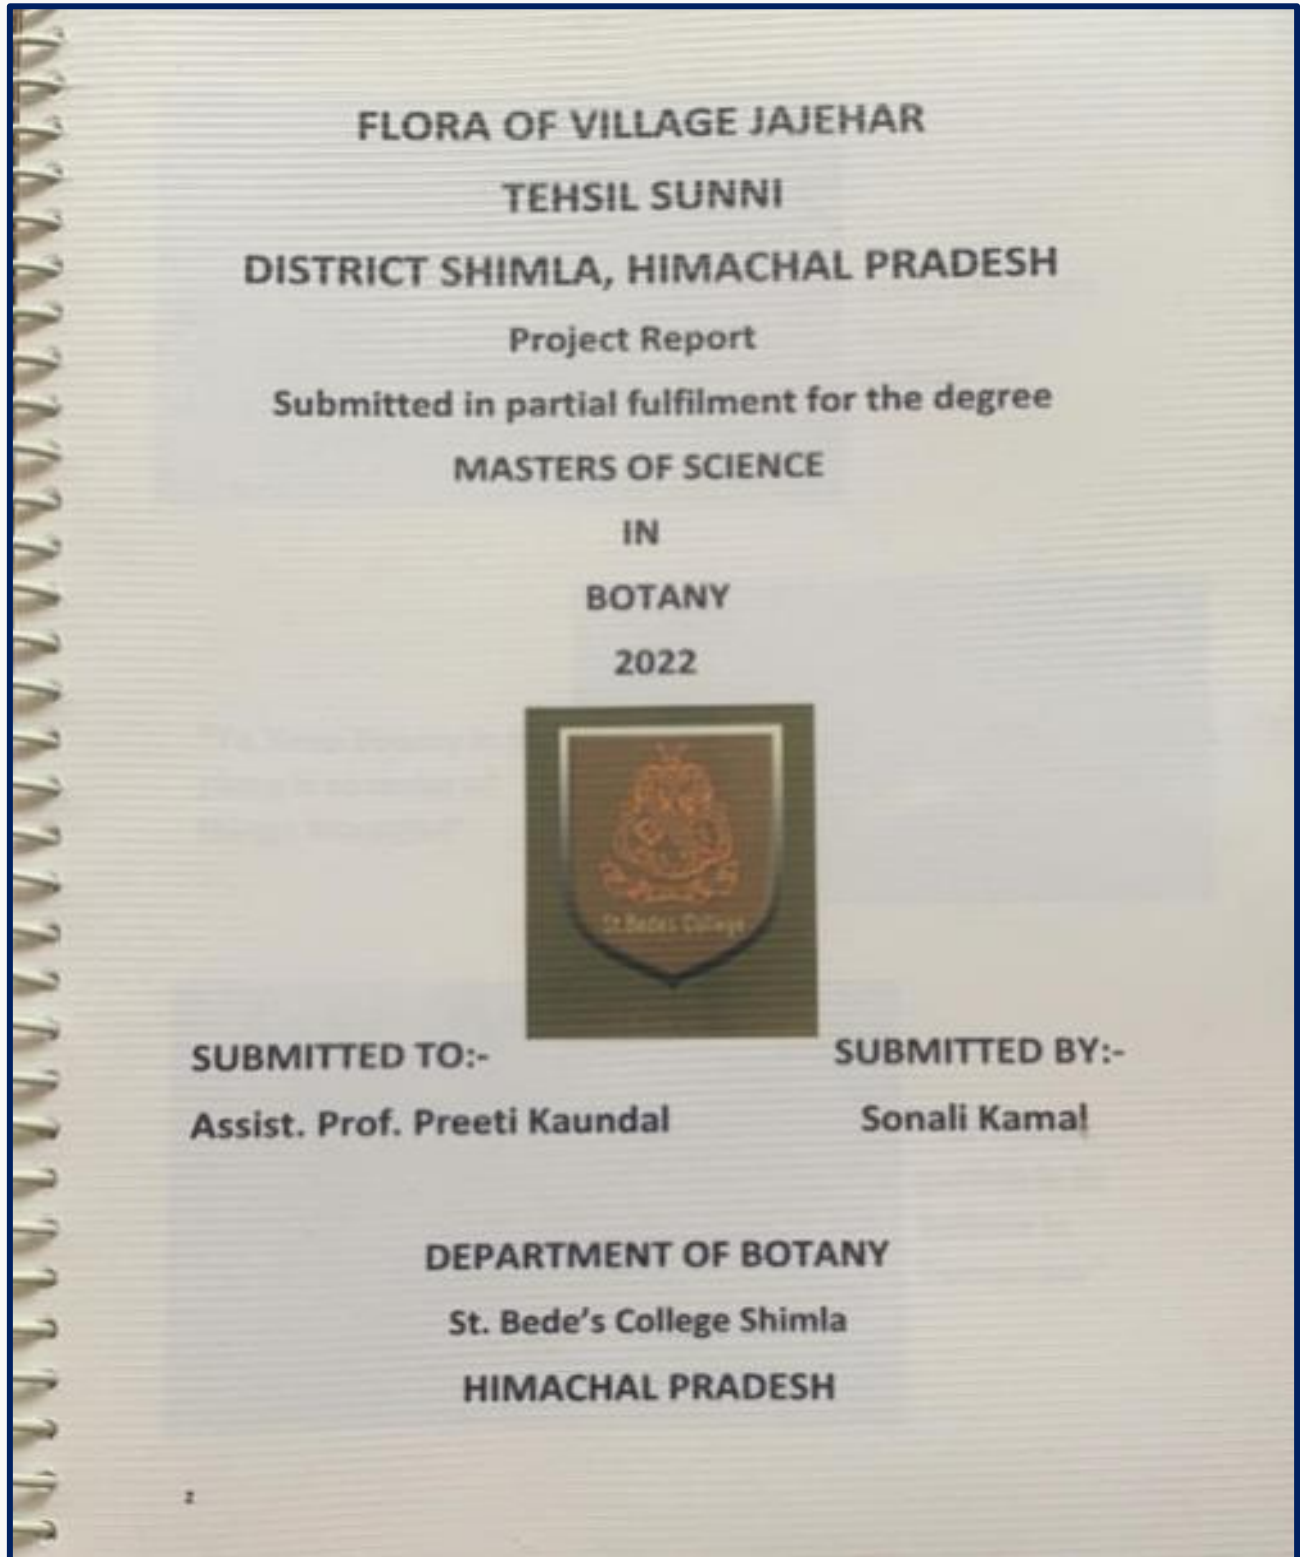 FLORA OF VILLAGE JAJEHAR
TEHSIL SUNNI
DISTRICT SHIMLA, HIMACHAL PRADESH
Project Report
Submitted in partial fulfilment for the degree
MASTERS OF SCIENCE
IN
BOTANY
2022
St.Bedes College
SUBMITTED TO:-
SUBMITTED BY:-
Assist. Prof. Preeti Kaundal
Sonali Kamal
DEPARTMENT OF BOTANY
St. Bede's College Shimla
HIMACHAL PRADESH
2